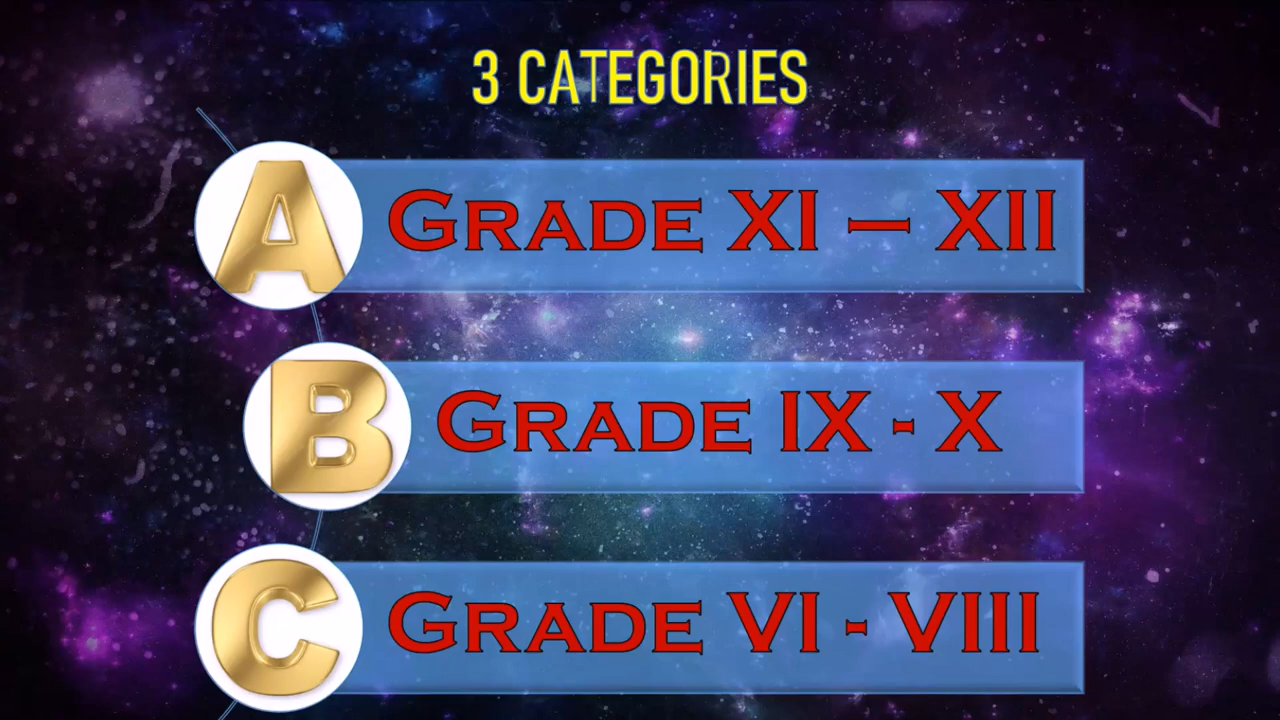 3 CATEGORIES
A GRADE XI – XII
B GRADE IX - X
C GRADE VI - VIII